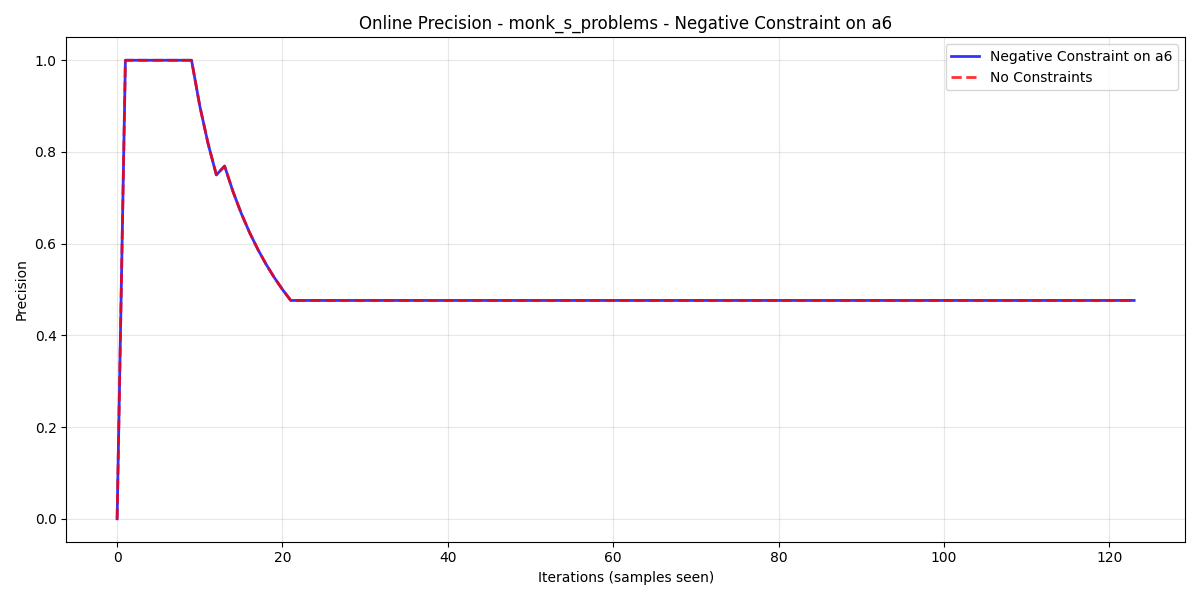 Online Precision - monk_s_problems - Negative Constraint on a6
Negative Constraint on a6
No Constraints
Precision
1.0
0.8
0.6
0.4
0.2
0.0
0 20 40 60 80 100 120
Iterations (samples seen)